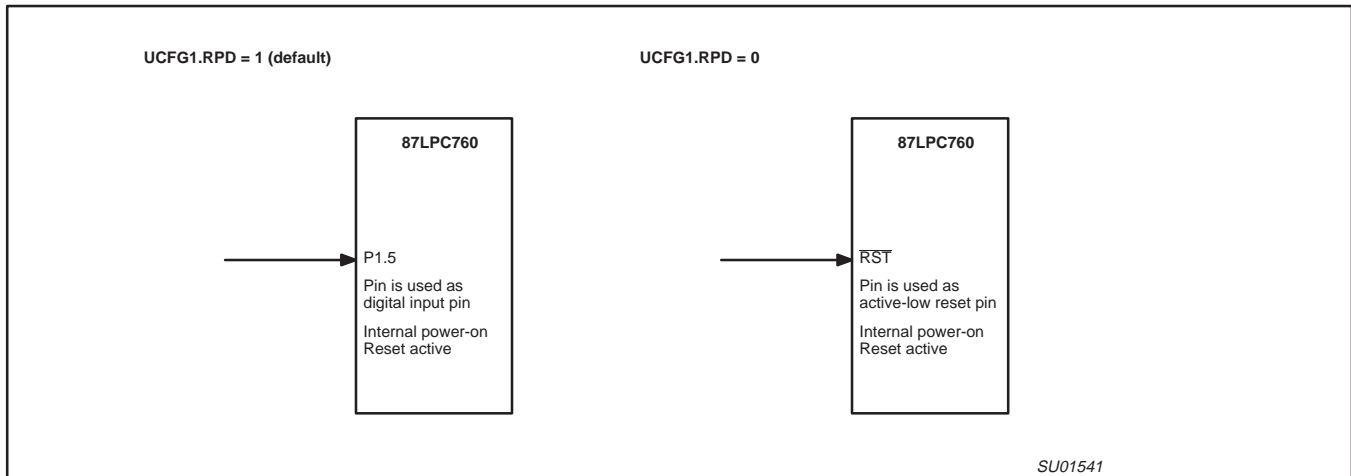 UCFG1.RPD = 1 (default)
87LPC760
P1.5
Pin is used as
digital input pin
Internal power-on
Reset active
UCFG1.RPD = 0
87LPC760
R̅S̅T̅
Pin is used as
active-low reset pin
Internal power-on
Reset active
SU01541